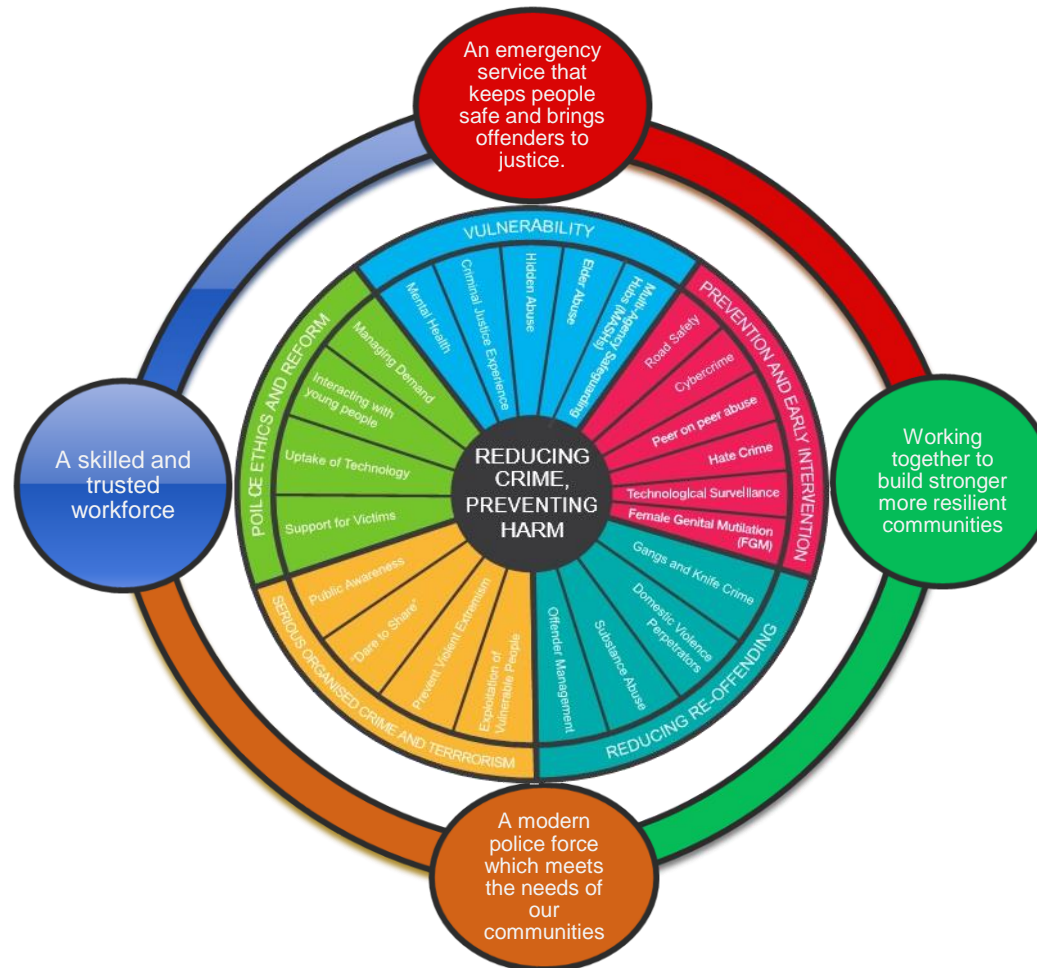 An emergency
service that
keeps people
safe and brings
offenders to
justice.
A skilled and
trusted
workforce
Working
together to
build stronger
more resilient
communities
A modern
police force
which meets
the needs of
our
communities
REDUCING
CRIME,
PREVENTING
HARM
VULNERABILITY
Mental Health
Criminal Justice Experience
Hidden Abuse
Elder Abuse
Multi-Agency Safeguarding
Hubs (MASHs)
PREVENTION AND EARLY INTERVENTION
Road Safety
Cybercrime
Peer on peer abuse
Hate Crime
Technological Surveillance
Female Genital Mutilation
(FGM)
REDUCING RE-OFFENDING
Gangs and Knife Crime
Domestic Violence
Perpetrators
Substance Abuse
Offender Management
SERIOUS ORGANISED CRIME AND TERRRORISM
Exploitation of
Vulnerable People
Prevent Violent Extremism
"Dare to Share"
Public Awareness
POILCE ETHICS AND REFORM
Support for Victims
Uptake of Technology
Interacting with
young people
Managing Demand